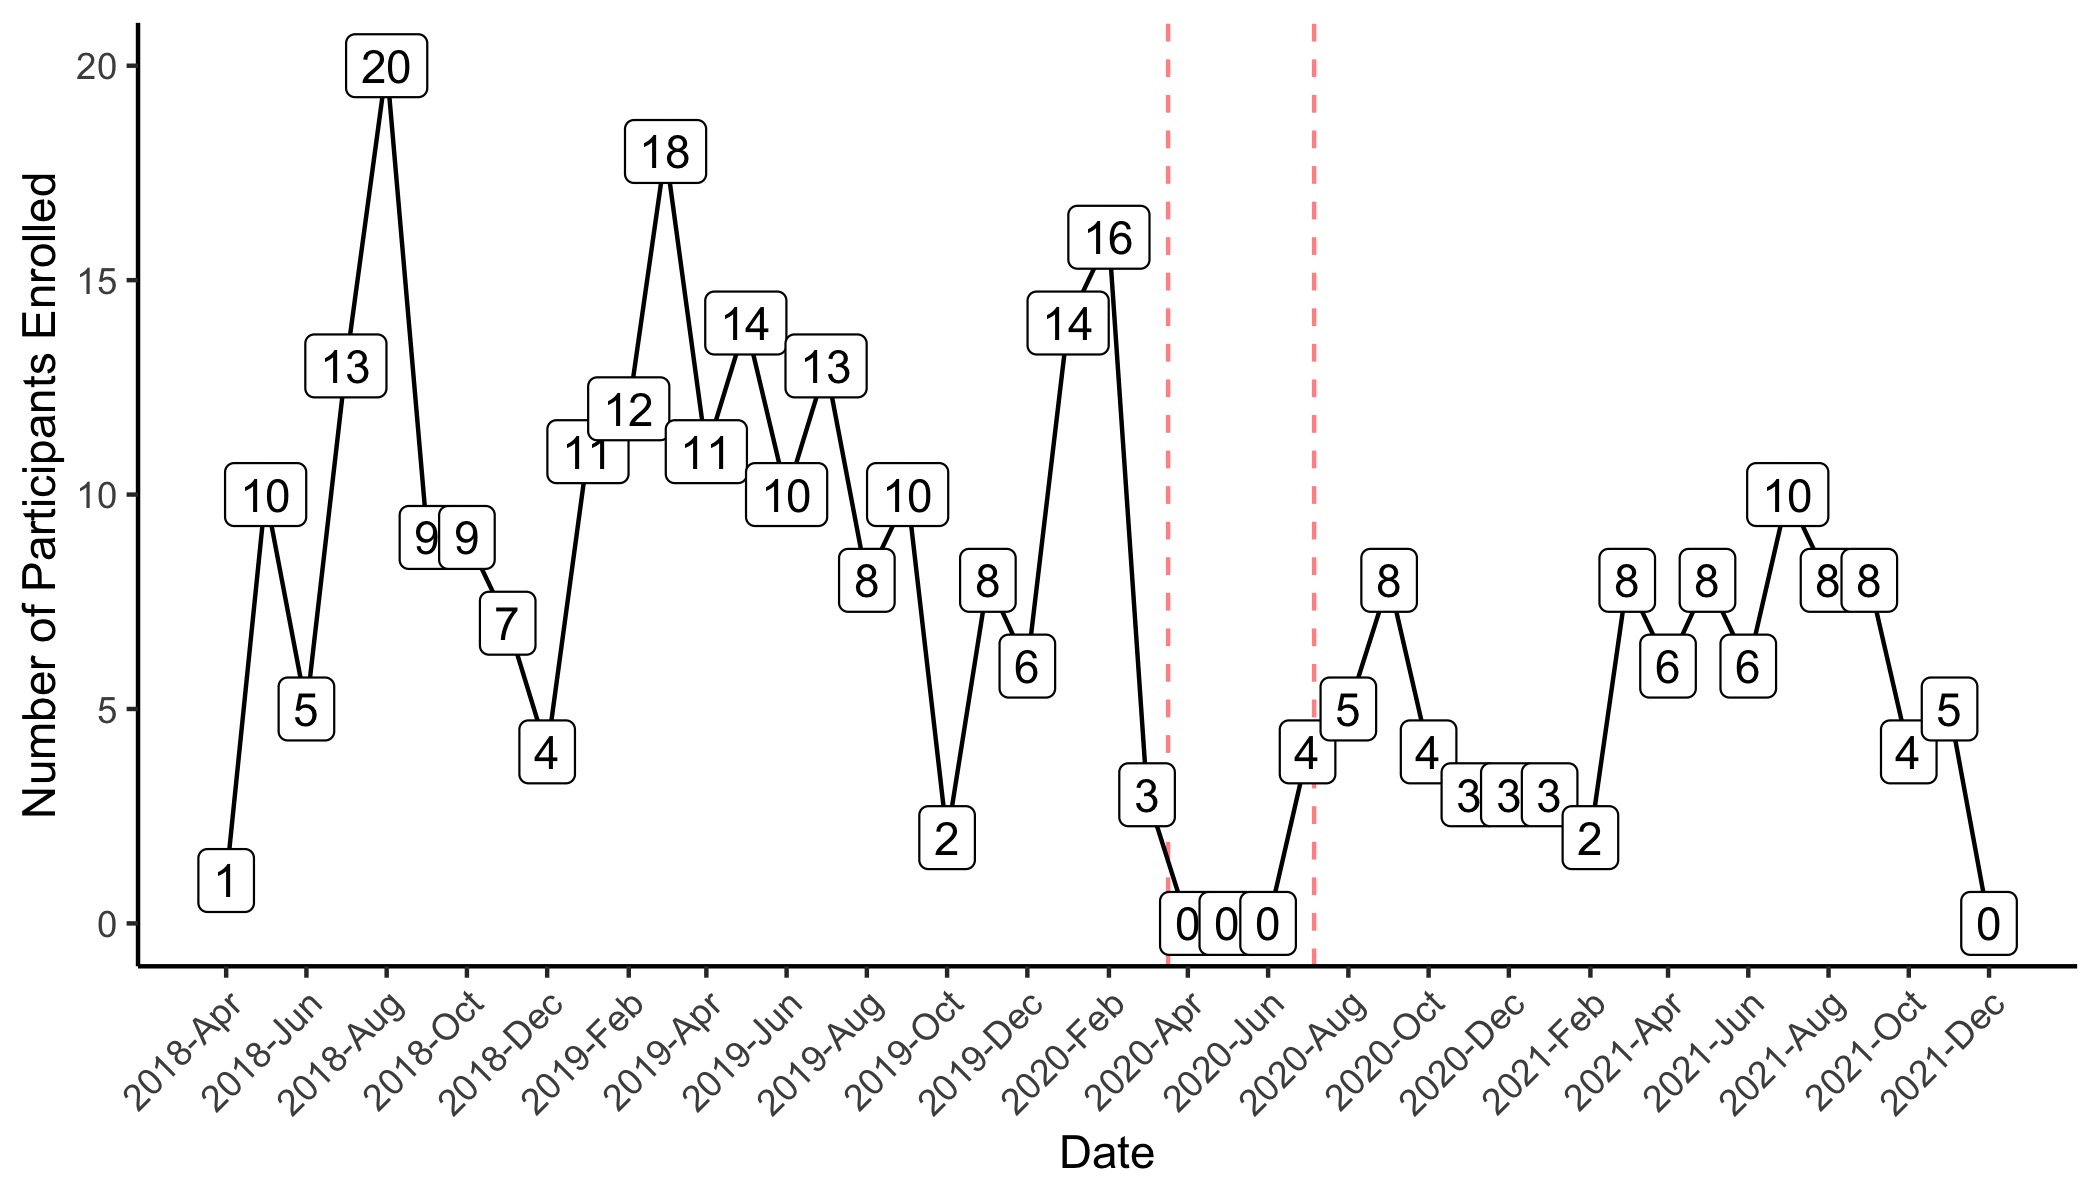 Number of Participants Enrolled
20
15
10
5
0
1
10
5
13
20
9
9
7
4
11
12
18
11
14
10
13
8
10
2
8
6
14
16
3
0
0
0
4
5
8
4
3
3
3
2
8
6
8
6
10
8
8
4
5
0
2018-Apr
2018-Jun
2018-Aug
2018-Oct
2018-Dec
2019-Feb
2019-Apr
2019-Jun
2019-Aug
2019-Oct
2019-Dec
2020-Feb
2020-Apr
2020-Jun
2020-Aug
2020-Oct
2020-Dec
2021-Feb
2021-Apr
2021-Jun
2021-Aug
2021-Oct
2021-Dec
Date